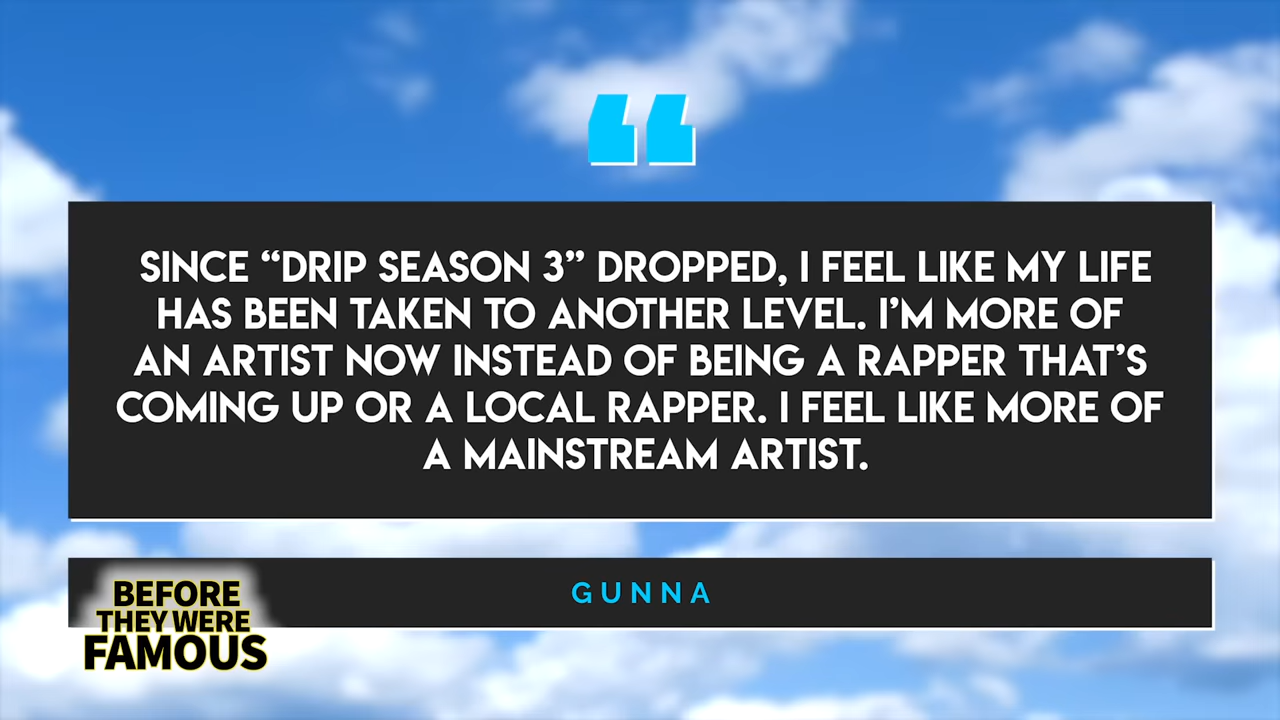 “
SINCE “DRIP SEASON 3” DROPPED, I FEEL LIKE MY LIFE
HAS BEEN TAKEN TO ANOTHER LEVEL. I’M MORE OF
AN ARTIST NOW INSTEAD OF BEING A RAPPER THAT’S
COMING UP OR A LOCAL RAPPER. I FEEL LIKE MORE OF
A MAINSTREAM ARTIST.
GUNNA
BEFORE
THEY WERE
FAMOUS